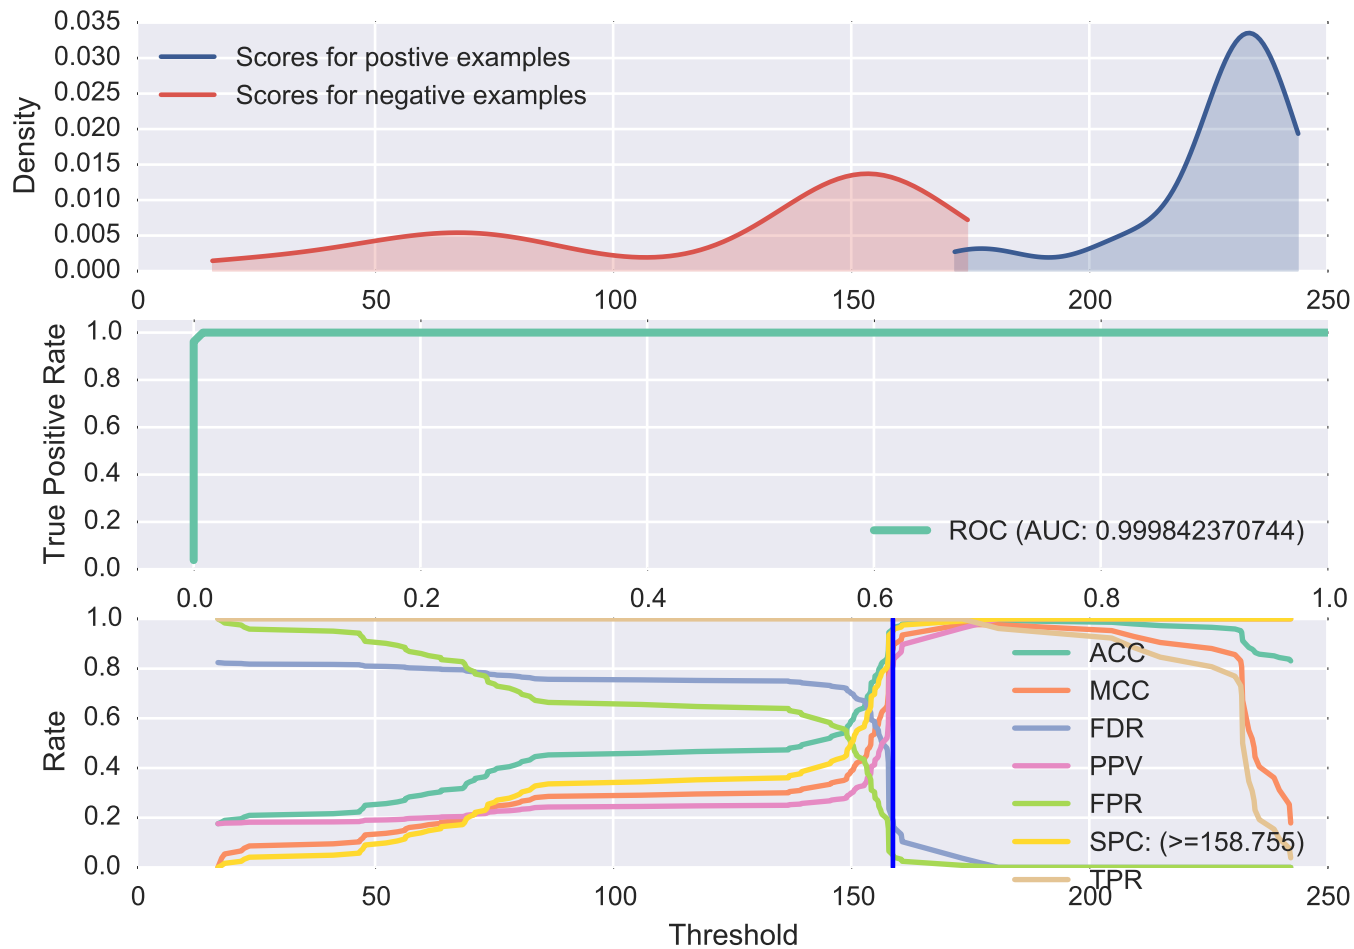 0.035
0.030
0.025
0.020
0.015
0.010
0.005
0.000
Density
Scores for postive examples
Scores for negative examples
0 50 100 150 200 250
1.0
0.8
0.6
0.4
0.2
0.0
True Positive Rate
ROC (AUC: 0.999842370744)
0.0 0.2 0.4 0.6 0.8 1.0
1.0
0.8
0.6
0.4
0.2
0.0
Rate
ACC
MCC
FDR
PPV
FPR
SPC: (>=158.755)
TPR
0 50 100 150 200 250
Threshold